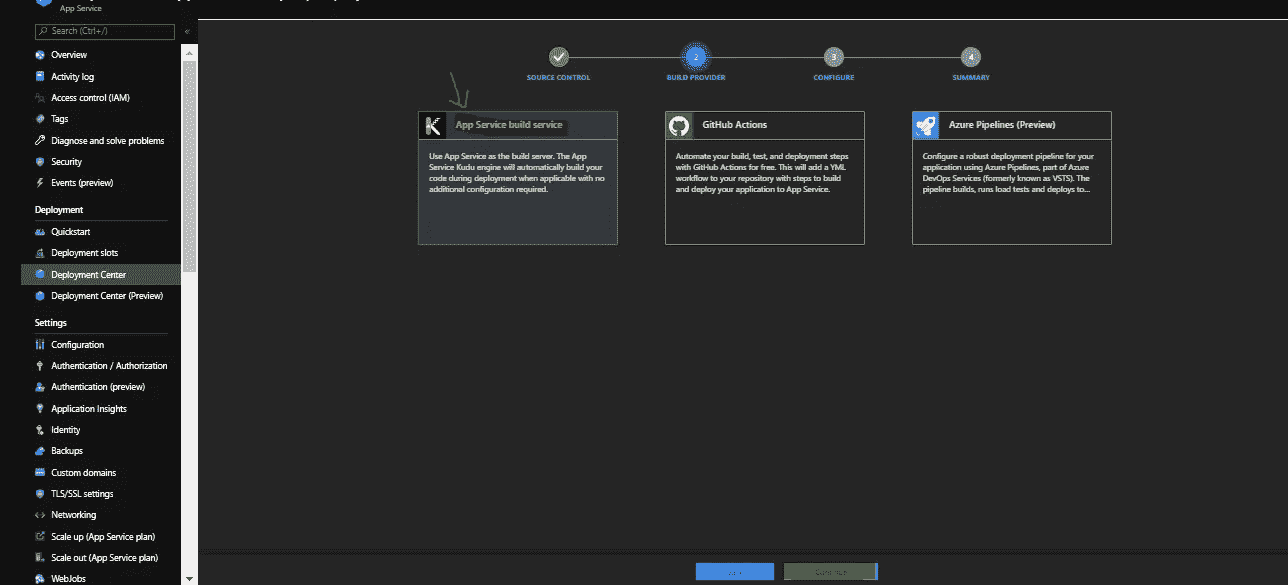 App Service
Search (Ctrl+/)
«
Overview
Activity log
Access control (IAM)
Tags
Diagnose and solve problems
Security
Events (preview)
Deployment
Quickstart
Deployment slots
Deployment Center
Deployment Center (Preview)
Settings
Configuration
Authentication / Authorization
Authentication (preview)
Application Insights
Identity
Backups
Custom domains
TLS/SSL settings
Networking
Scale up (App Service plan)
Scale out (App Service plan)
WebJobs
2
3
4
SOURCE CONTROL
BUILD PROVIDER
CONFIGURE
SUMMARY
App Service build service
Use App Service as the build server. The App
Service Kudu engine will automatically build your
code during deployment when applicable with no
additional configuration required.
GitHub Actions
Automate your build, test, and deployment steps
with GitHub Actions for free. This will add a YML
workflow to your repository with steps to build
and deploy your application to App Service.
Azure Pipelines (Preview)
Configure a robust deployment pipeline for your
application using Azure Pipelines, part of Azure
DevOps Services (formerly known as VSTS). The
pipeline builds, runs load tests and deploys to...